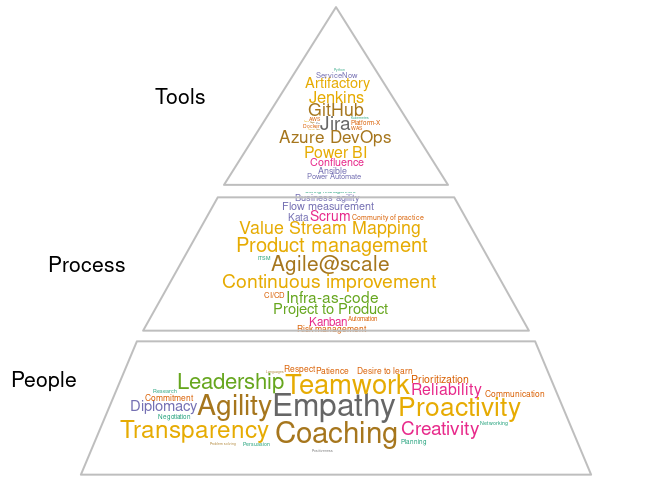 Tools
Python
ServiceNow
Artifactory
Jenkins
GitHub
AWS
Docker
Jira
Platform-X
WAS
Azure DevOps
Power BI
Confluence
Ansible
Power Automate
Process
Business agility
Flow measurement
Kata Scrum Community of practice
Value Stream Mapping
Product management
ITSM
Agile@scale
Continuous improvement
CI/CD Infra-as-code
Project to Product
Kanban Automation
Risk management
People
Respect Patience Desire to learn
Leadership Teamwork Prioritization
Research Reliability
Commitment Communication
Diplomacy Agility Empathy Proactivity
Negotiation Networking
Transparency Coaching Creativity
Problem solving Persuasion Planning